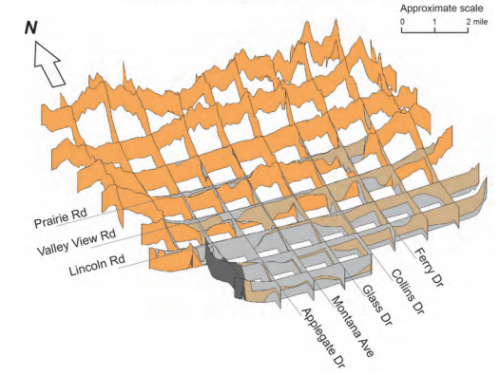 Approximate scale
0 1 2 mile
N
Prairie Rd
Valley View Rd
Lincoln Rd
Ferry Dr
Collins Dr
Glass Dr
Montana Ave
Applegate Dr